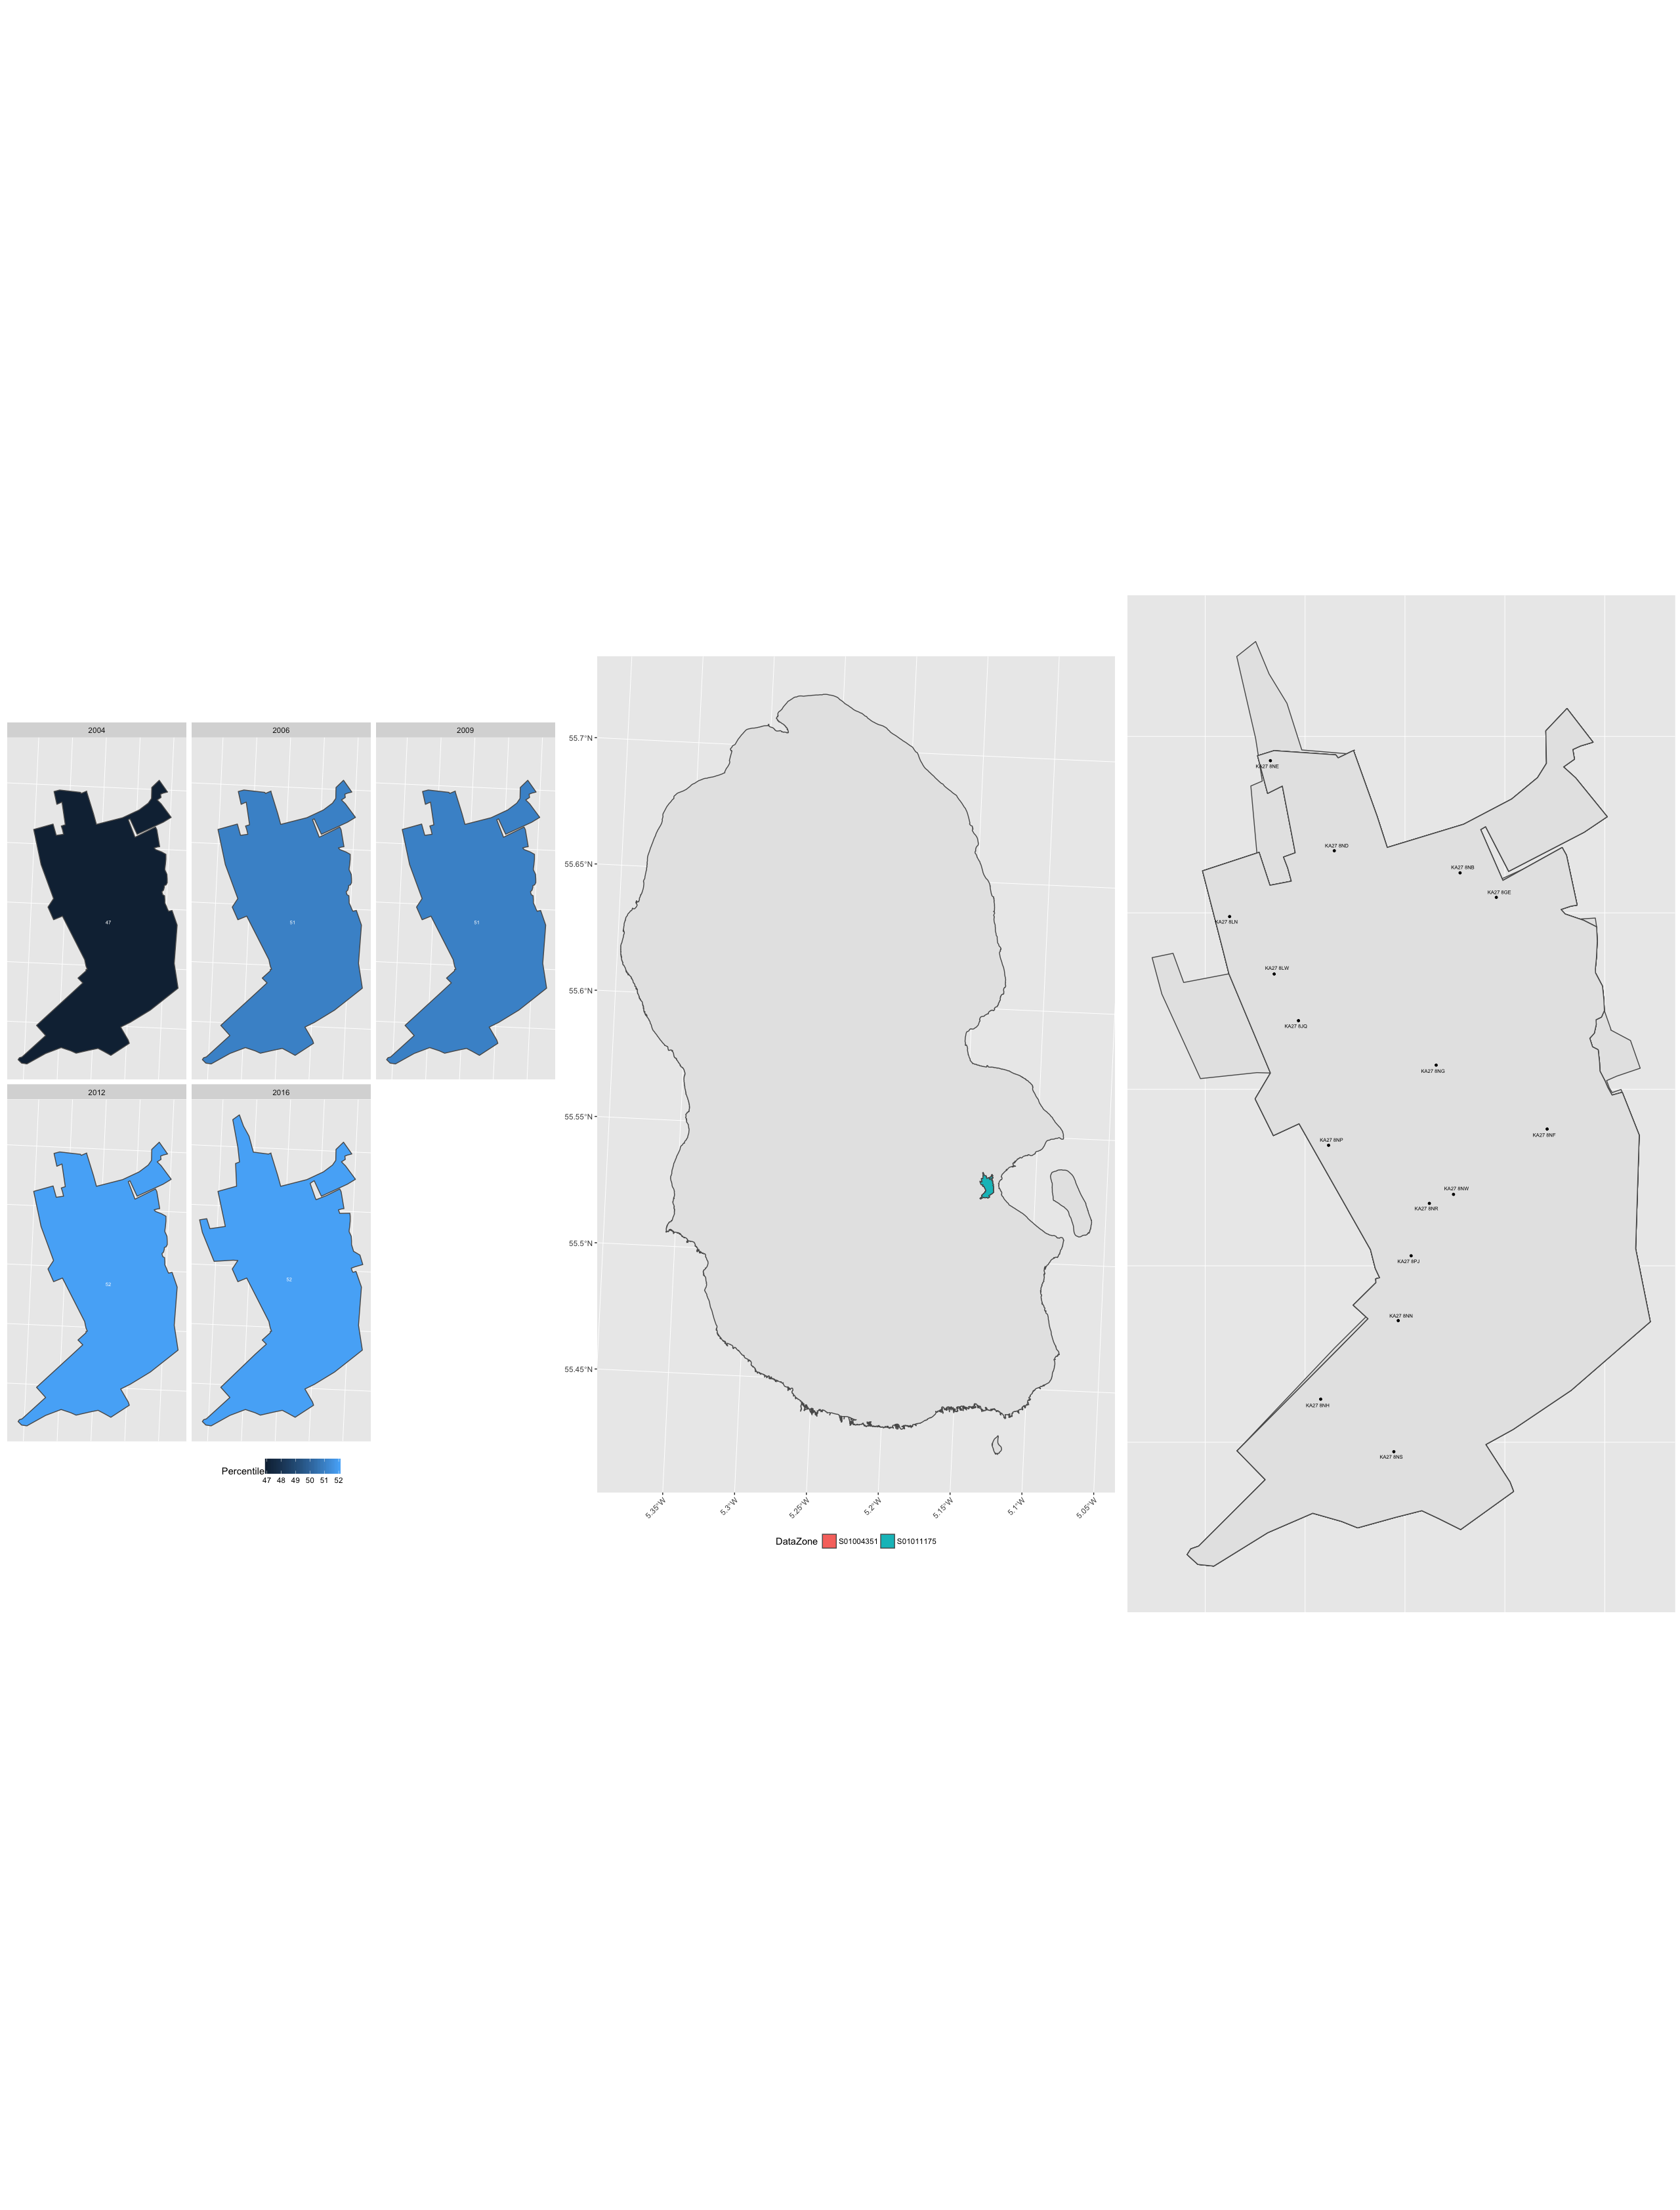 2004
2006
2009
47
51
51
2012
2016
52
52
Percentile
47 48 49 50 51 52
55.7°N
55.65°N
55.6°N
55.55°N
55.5°N
55.45°N
5.35°W
5.3°W
5.25°W
5.2°W
5.15°W
5.1°W
5.05°W
DataZone S01004351 S01011175
KA27 8NE
KA27 8ND
KA27 8NB
KA27 8GE
KA27 8LN
KA27 8LW
KA27 8JQ
KA27 8NG
KA27 8NF
KA27 8NP
KA27 8NW
KA27 8NR
KA27 8PJ
KA27 8NN
KA27 8NH
KA27 8NS